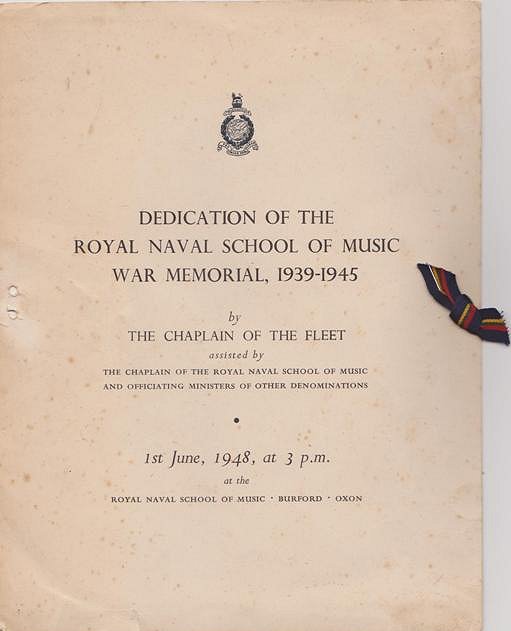 DEDICATION OF THE
ROYAL NAVAL SCHOOL OF MUSIC
WAR MEMORIAL, 1939-1945
by
THE CHAPLAIN OF THE FLEET
assisted by
THE CHAPLAIN OF THE ROYAL NAVAL SCHOOL OF MUSIC
AND OFFICIATING MINISTERS OF OTHER DENOMINATIONS
1st June, 1948, at 3 p.m.
at the
ROYAL NAVAL SCHOOL OF MUSIC · BURFORD · OXON